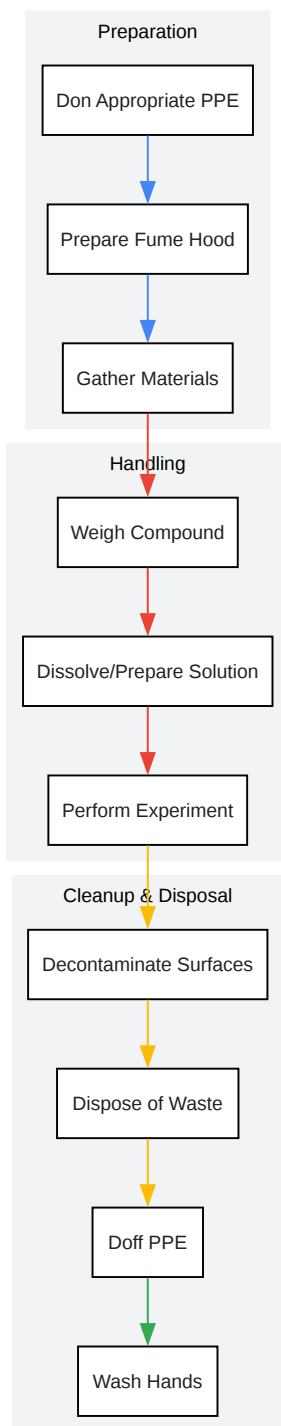 Preparation
Don Appropriate PPE
Prepare Fume Hood
Gather Materials
Handling
Weigh Compound
Dissolve/Prepare Solution
Perform Experiment
Cleanup & Disposal
Decontaminate Surfaces
Dispose of Waste
Doff PPE
Wash Hands